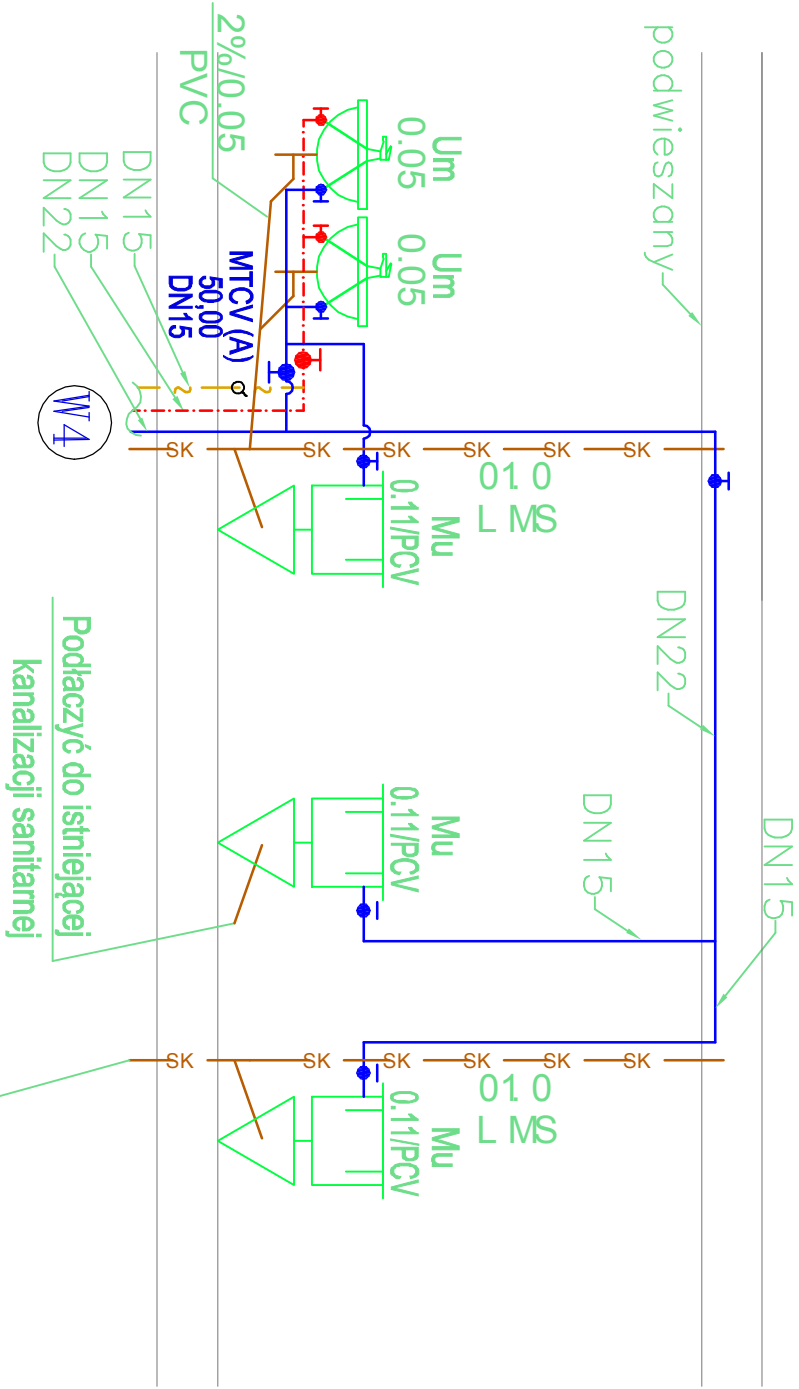 podwieszany
2%/0.05
PVC
Um
0.05
Um
0.05
DN15
DN15
DN22
MTCV (A)
50,00
DN15
W4
SK
SK
SK
SK
SK
SK
01.0
L MS
Mu
0.11/PCV
DN22
Podłaczyć do istniejącej
kanalizacji sanitarnej
Mu
0.11/PCV
DN15
DN15
SK
SK
SK
SK
SK
SK
01.0
L MS
Mu
0.11/PCV